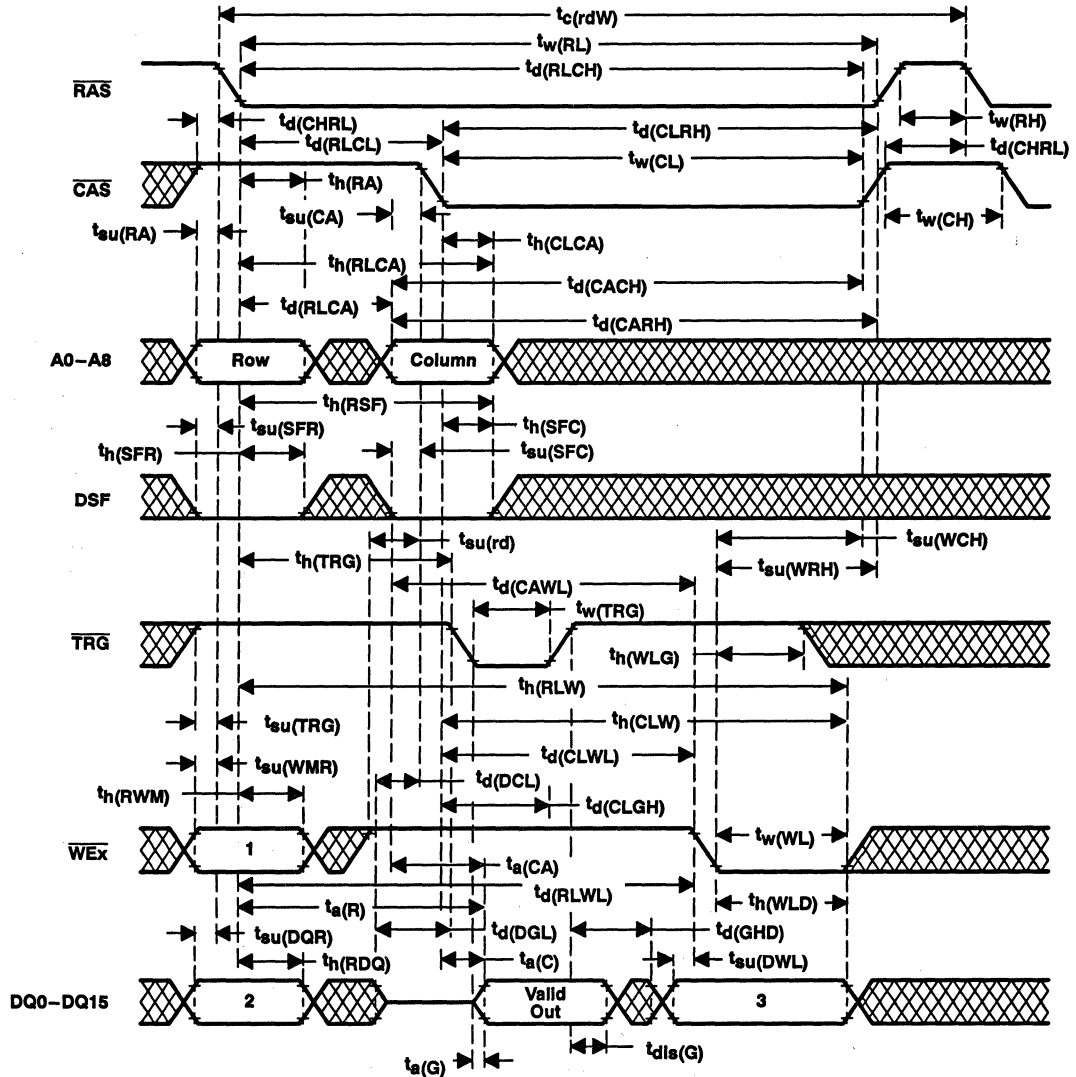 tc(rdW)
tw(RL)
td(RLCH)
RAS
td(CHRL)
td(RLCL)
td(CLRH)
tw(RH)
td(CHRL)
tw(CL)
CAS
th(RA)
tsu(CA)
tw(CH)
tsu(RA)
th(CLCA)
th(RLCA)
td(CACH)
td(RLCA)
td(CARH)
A0–A8
Row
Column
th(RSF)
tsu(SFR)
th(SFC)
th(SFR)
tsu(SFC)
DSF
tsu(rd)
tsu(WCH)
th(TRG)
tsu(WRH)
td(CAWL)
tw(TRG)
TRG
th(WLG)
th(RLW)
tsu(TRG)
th(CLW)
td(CLWL)
tsu(WMR)
td(DCL)
th(RWM)
td(CLGH)
WEx
1
tw(WL)
ta(CA)
td(RLWL)
th(WLD)
ta(R)
tsu(DQR)
td(DGL)
td(GHD)
th(RDQ)
ta(C)
tsu(DWL)
DQ0–DQ15
2
Valid
Out
3
ta(G)
tdis(G)